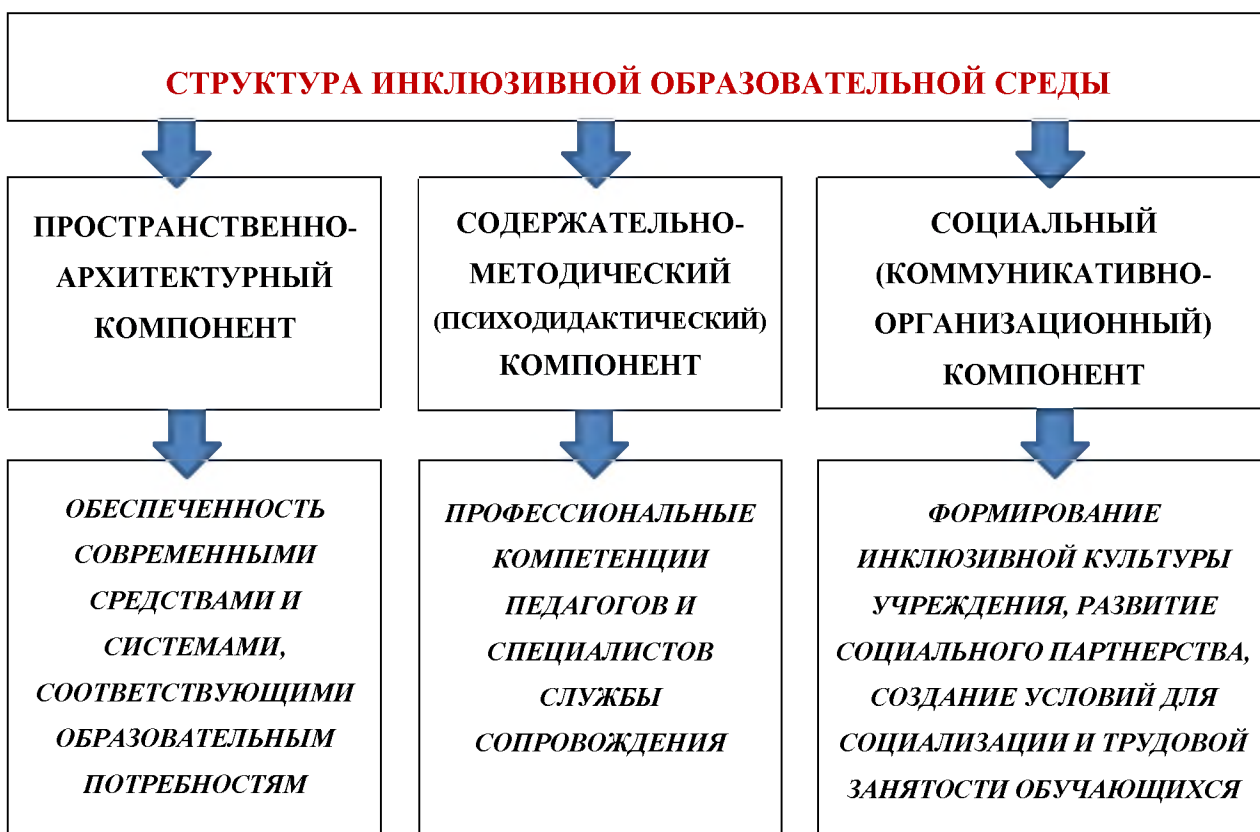 СТРУКТУРА ИНКЛЮЗИВНОЙ ОБРАЗОВАТЕЛЬНОЙ СРЕДЫ
ПРОСТРАНСТВЕННО-
АРХИТЕКТУРНЫЙ
КОМПОНЕНТ
СОДЕРЖАТЕЛЬНО-
МЕТОДИЧЕСКИЙ
(ПСИХОДИДАКТИЧЕСКИЙ)
КОМПОНЕНТ
СОЦИАЛЬНЫЙ
(КОММУНИКАТИВНО-
ОРГАНИЗАЦИОННЫЙ)
КОМПОНЕНТ
ОБЕСПЕЧЕННОСТЬ
СОВРЕМЕННЫМИ
СРЕДСТВАМИ И
СИСТЕМАМИ,
СООТВЕТСТВУЮЩИМИ
ОБРАЗОВАТЕЛЬНЫМ
ПОТРЕБНОСТЯМ
ПРОФЕССИОНАЛЬНЫЕ
КОМПЕТЕНЦИИ
ПЕДАГОГОВ И
СПЕЦИАЛИСТОВ
СЛУЖБЫ
СОПРОВОЖДЕНИЯ
ФОРМИРОВАНИЕ
ИНКЛЮЗИВНОЙ КУЛЬТУРЫ
УЧРЕЖДЕНИЯ, РАЗВИТИЕ
СОЦИАЛЬНОГО ПАРТНЕРСТВА,
СОЗДАНИЕ УСЛОВИЙ ДЛЯ
СОЦИАЛИЗАЦИИ И ТРУДОВОЙ
ЗАНЯТОСТИ ОБУЧАЮЩИХСЯ